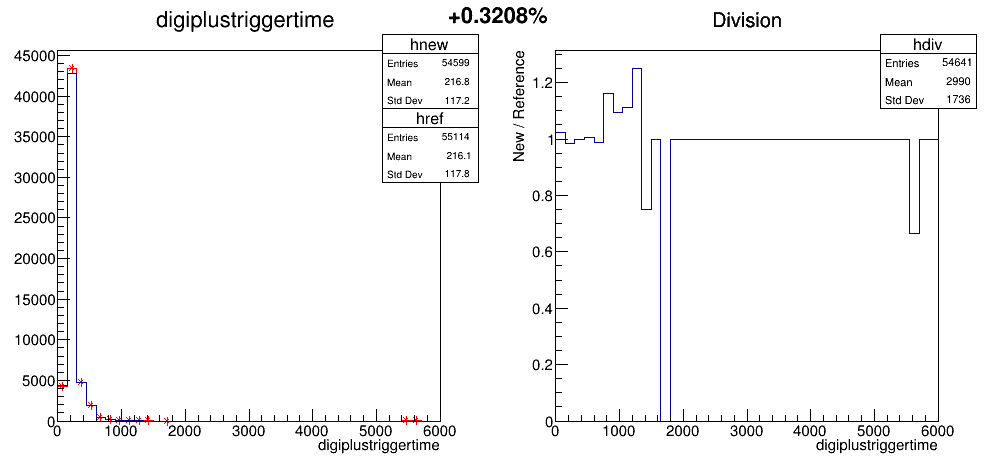 digiplustriggertime
+0.3208%
Division
hnew
Entries 54599
Mean 216.8
Std Dev 117.2
href
Entries 55114
Mean 216.1
Std Dev 117.8
45000
40000
35000
30000
25000
20000
15000
10000
5000
0
0 1000 2000 3000 4000 5000 6000
digiplustriggertime
hdiv
Entries 54641
Mean 2990
Std Dev 1736
New / Reference
1.2
1
0.8
0.6
0.4
0.2
0
0 1000 2000 3000 4000 5000 6000
digiplustriggertime